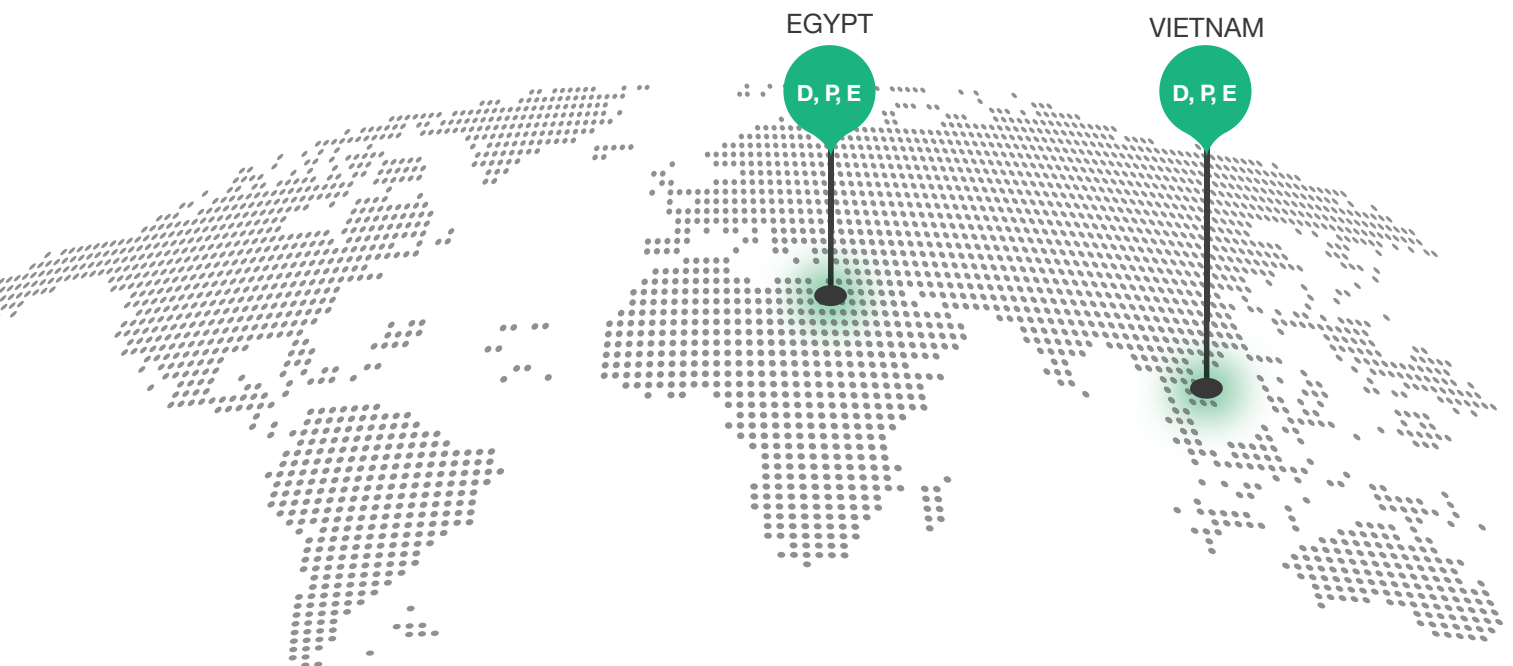 EGYPT
VIETNAM
D, P, E
D, P, E